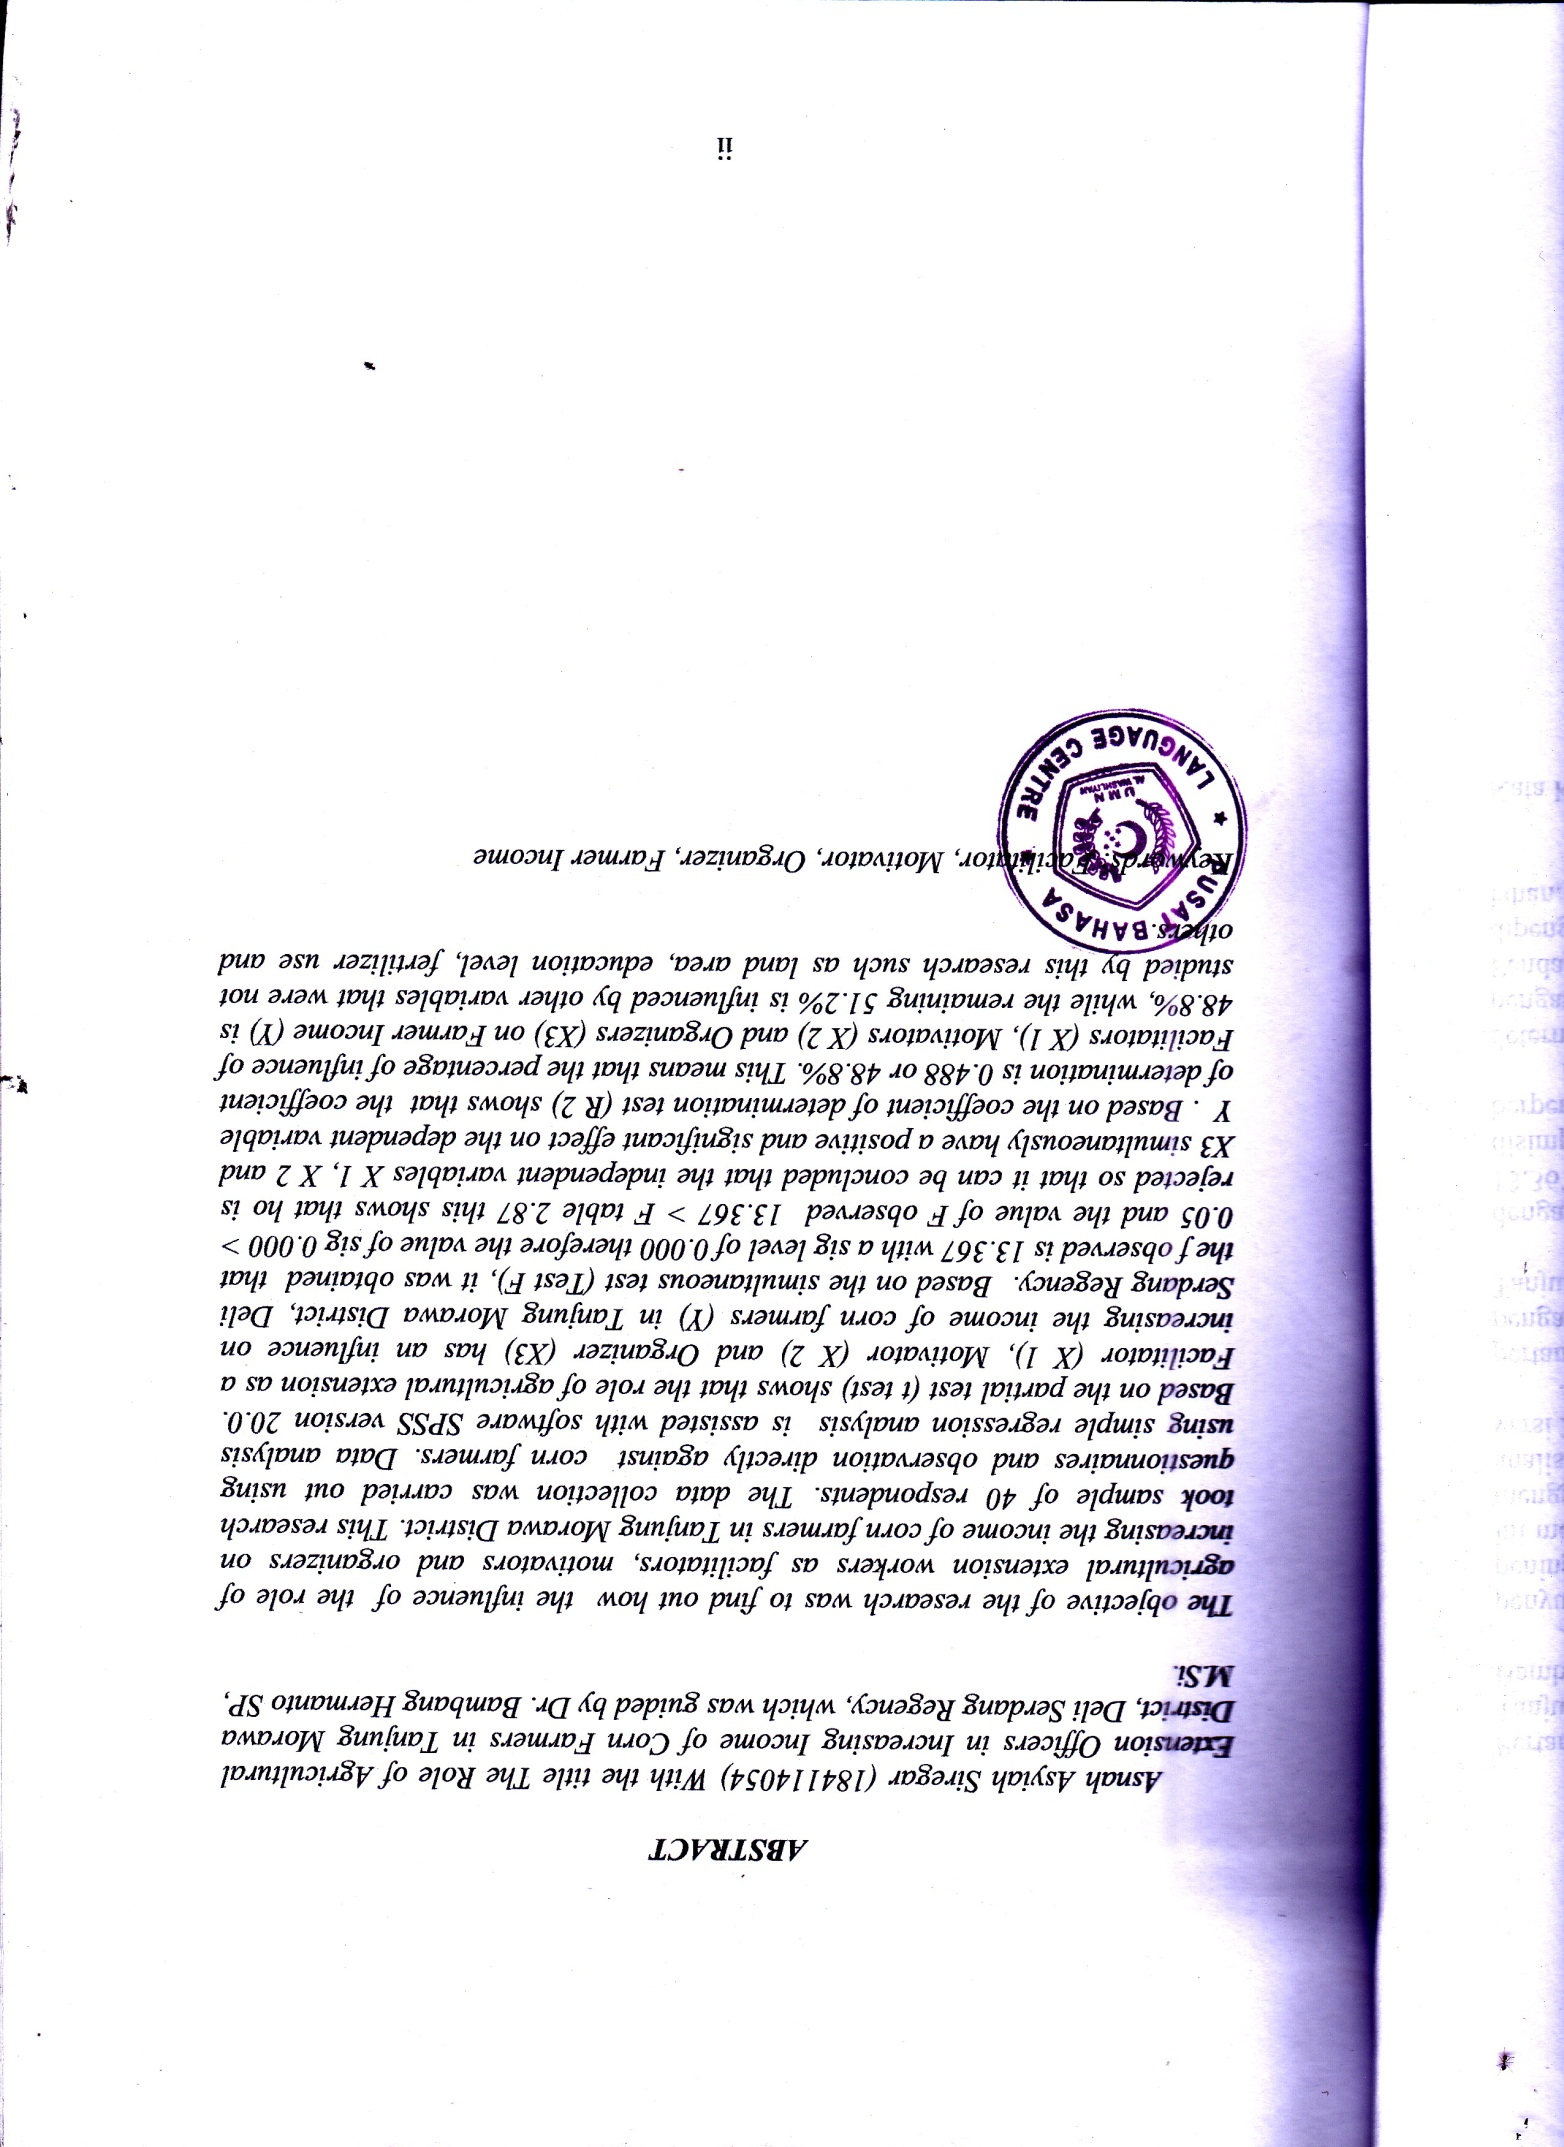 ABSTRACT
Asnah Asyiah Siregar (184114054) With the title The Role of Agricultural
Extension Officers in Increasing Income of Corn Farmers in Tanjung Morawa
District, Deli Serdang Regency, which was guided by Dr. Bambang Hermanto SP,
M.Si.
The objective of the research was to find out how the influence of the role of
agricultural extension workers as facilitators, motivators and organizers on
increasing the income of corn farmers in Tanjung Morawa District. This research
took sample of 40 respondents. The data collection was carried out using
questionnaires and observation directly against corn farmers. Data analysis
using simple regression analysis is assisted with software SPSS version 20.0.
Based on the partial test (t test) shows that the role of agricultural extension as a
Facilitator (X 1), Motivator (X 2) and Organizer (X3) has an influence on
increasing the income of corn farmers (Y) in Tanjung Morawa District, Deli
Serdang Regency. Based on the simultaneous test (Test F), it was obtained that
the f observed is 13.367 with a sig level of 0.000 therefore the value of sig 0.000 >
0.05 and the value of F observed 13.367 > F table 2.87 this shows that ho is
rejected so that it can be concluded that the independent variables X 1, X 2 and
X3 simultaneously have a positive and significant effect on the dependent variable
Y . Based on the coefficient of determination test (R 2) shows that the coefficient
of determination is 0.488 or 48.8%. This means that the percentage of influence of
Facilitators (X 1), Motivators (X 2) and Organizers (X3) on Farmer Income (Y) is
48.8%, while the remaining 51.2% is influenced by other variables that were not
studied by this research such as land area, education level, fertilizer use and
others.
Keywords: Facilitator, Motivator, Organizer, Farmer Income
PUSAT BAHASA
UMN
AL WASHLIYAH
LANGUAGE CENTRE
ii